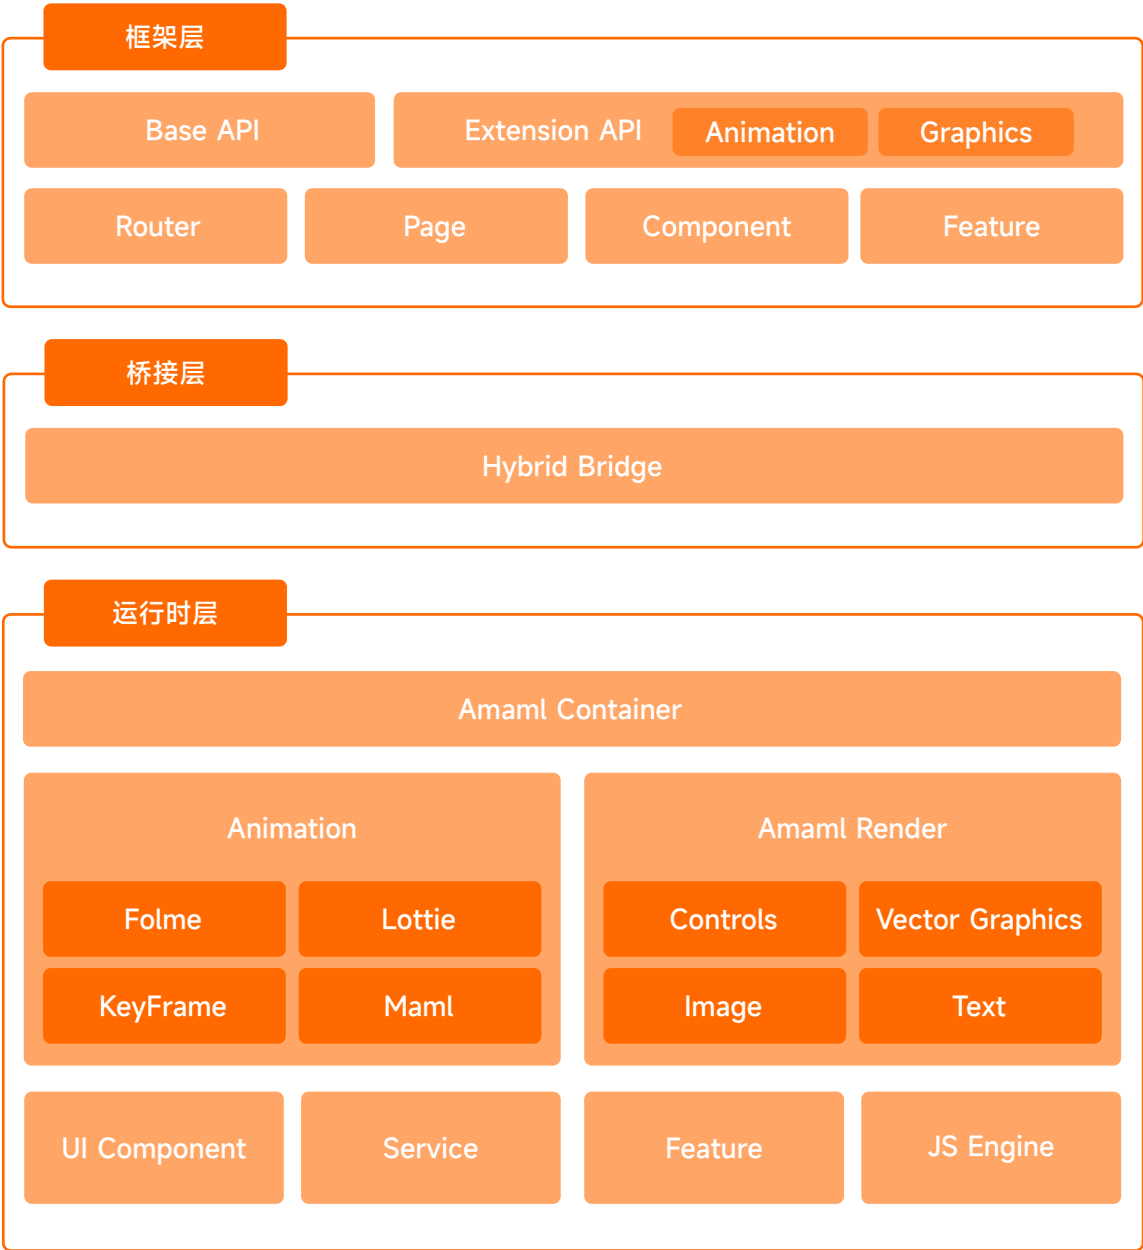 框架层
Base API
Extension API
Animation
Graphics
Router
Page
Component
Feature
桥接层
Hybrid Bridge
运行时层
Amaml Container
Animation
Folme
Lottie
KeyFrame
Maml
Amaml Render
Controls
Vector Graphics
Image
Text
UI Component
Service
Feature
JS Engine